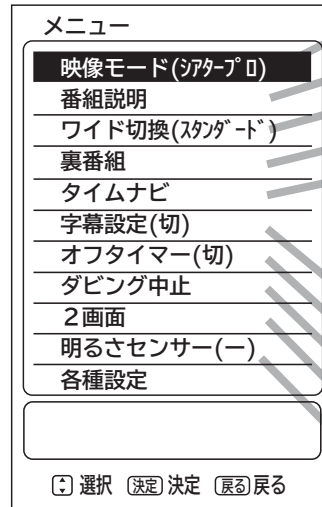 メニュー
映像モード(ｼｱﾀｰﾌﾟﾛ)
番組説明
ワイド切換(ｽﾀﾝﾀﾞｰﾄﾞ)
裏番組
タイムナビ
字幕設定(切)
オフタイマー(切)
ダビング中止
２画面
明るさセンサー(ー)
各種設定
選択 決定 決定 戻る 戻る